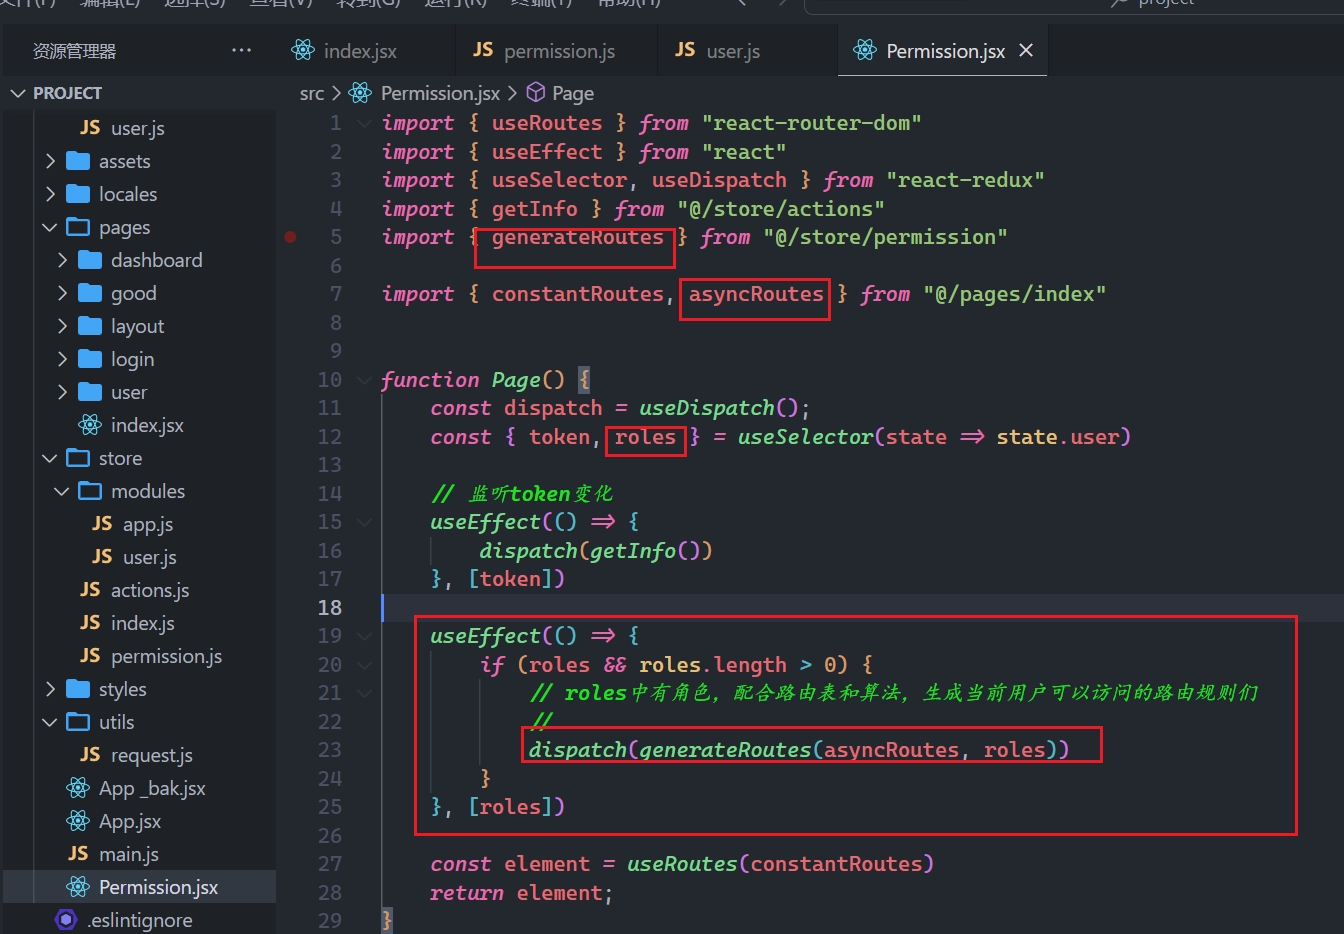 文件(F) 编辑(E) 选择(S) 查看(V) 转到(G) 运行(R) 终端(T) 帮助(H)
project
资源管理器 ···
index.jsx
JS permission.js
JS user.js
Permission.jsx ×
PROJECT
src > Permission.jsx > Page
JS user.js
assets
locales
pages
dashboard
good
layout
login
user
index.jsx
store
modules
JS app.js
JS user.js
JS actions.js
JS index.js
JS permission.js
styles
utils
JS request.js
App _bak.jsx
App.jsx
JS main.js
Permission.jsx
.eslintignore
1 import { useRoutes } from "react-router-dom"
2 import { useEffect } from "react"
3 import { useSelector, useDispatch } from "react-redux"
4 import { getInfo } from "@/store/actions"
5 import { generateRoutes } from "@/store/permission"
6
7 import { constantRoutes, asyncRoutes } from "@/pages/index"
8
9
10 function Page() {
11 const dispatch = useDispatch();
12 const { token, roles } = useSelector(state => state.user)
13
14 // 监听token变化
15 useEffect(() => {
16 dispatch(getInfo())
17 }, [token])
18
19 useEffect(() => {
20 if (roles && roles.length > 0) {
21 // roles中有角色，配合路由表和算法，生成当前用户可以访问的路由规则们
22 //
23 dispatch(generateRoutes(asyncRoutes, roles))
24 }
25 }, [roles])
26
27 const element = useRoutes(constantRoutes)
28 return element;
29 }